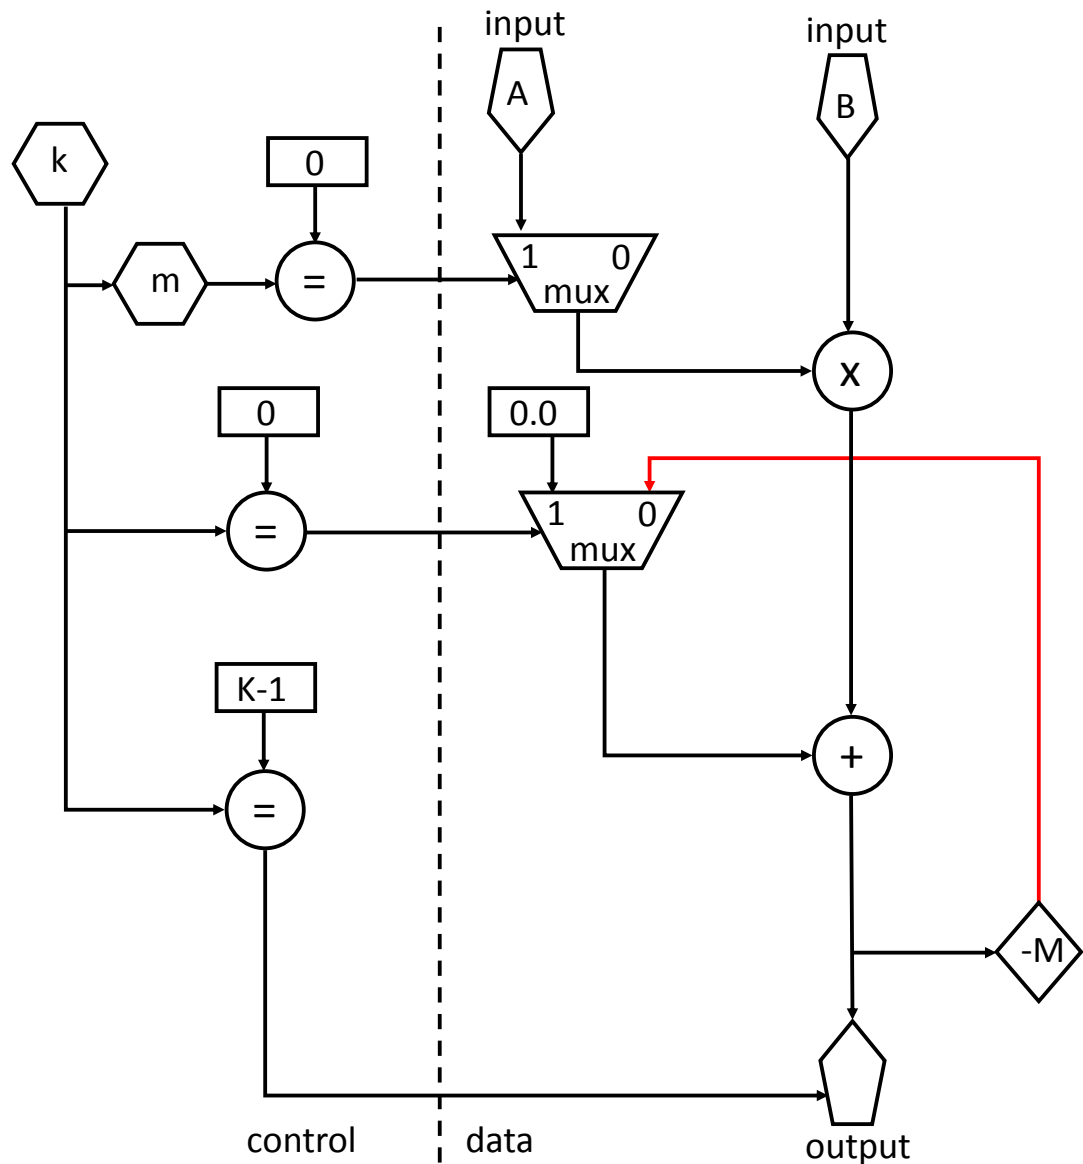 input
input
A
B
k
0
m
=
1 0
mux
x
0
0.0
=
1 0
mux
K-1
=
+
-M
control
data
output